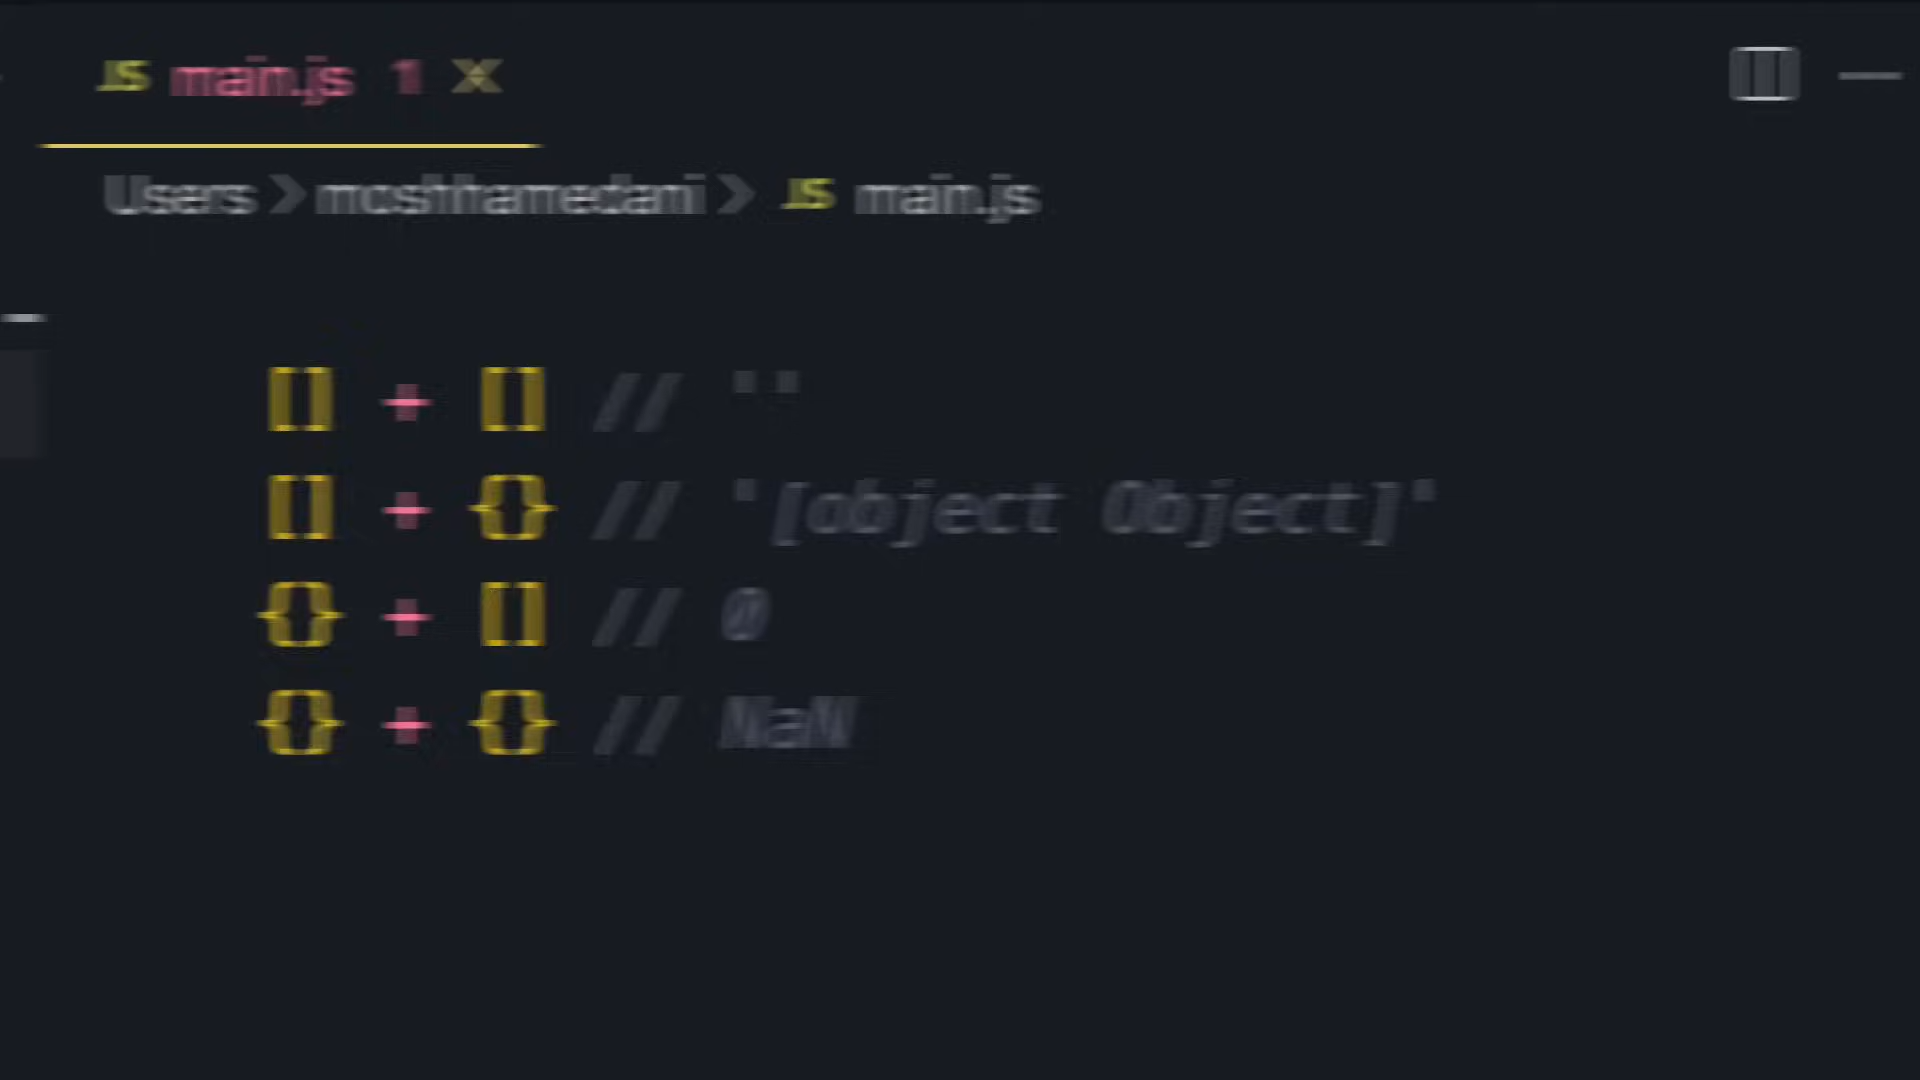 JS main.js 1 X
Users > moshhamedani > JS main.js
[] + [] // ''
[] + {} // '[object Object]'
{} + [] // 0
{} + {} // NaN